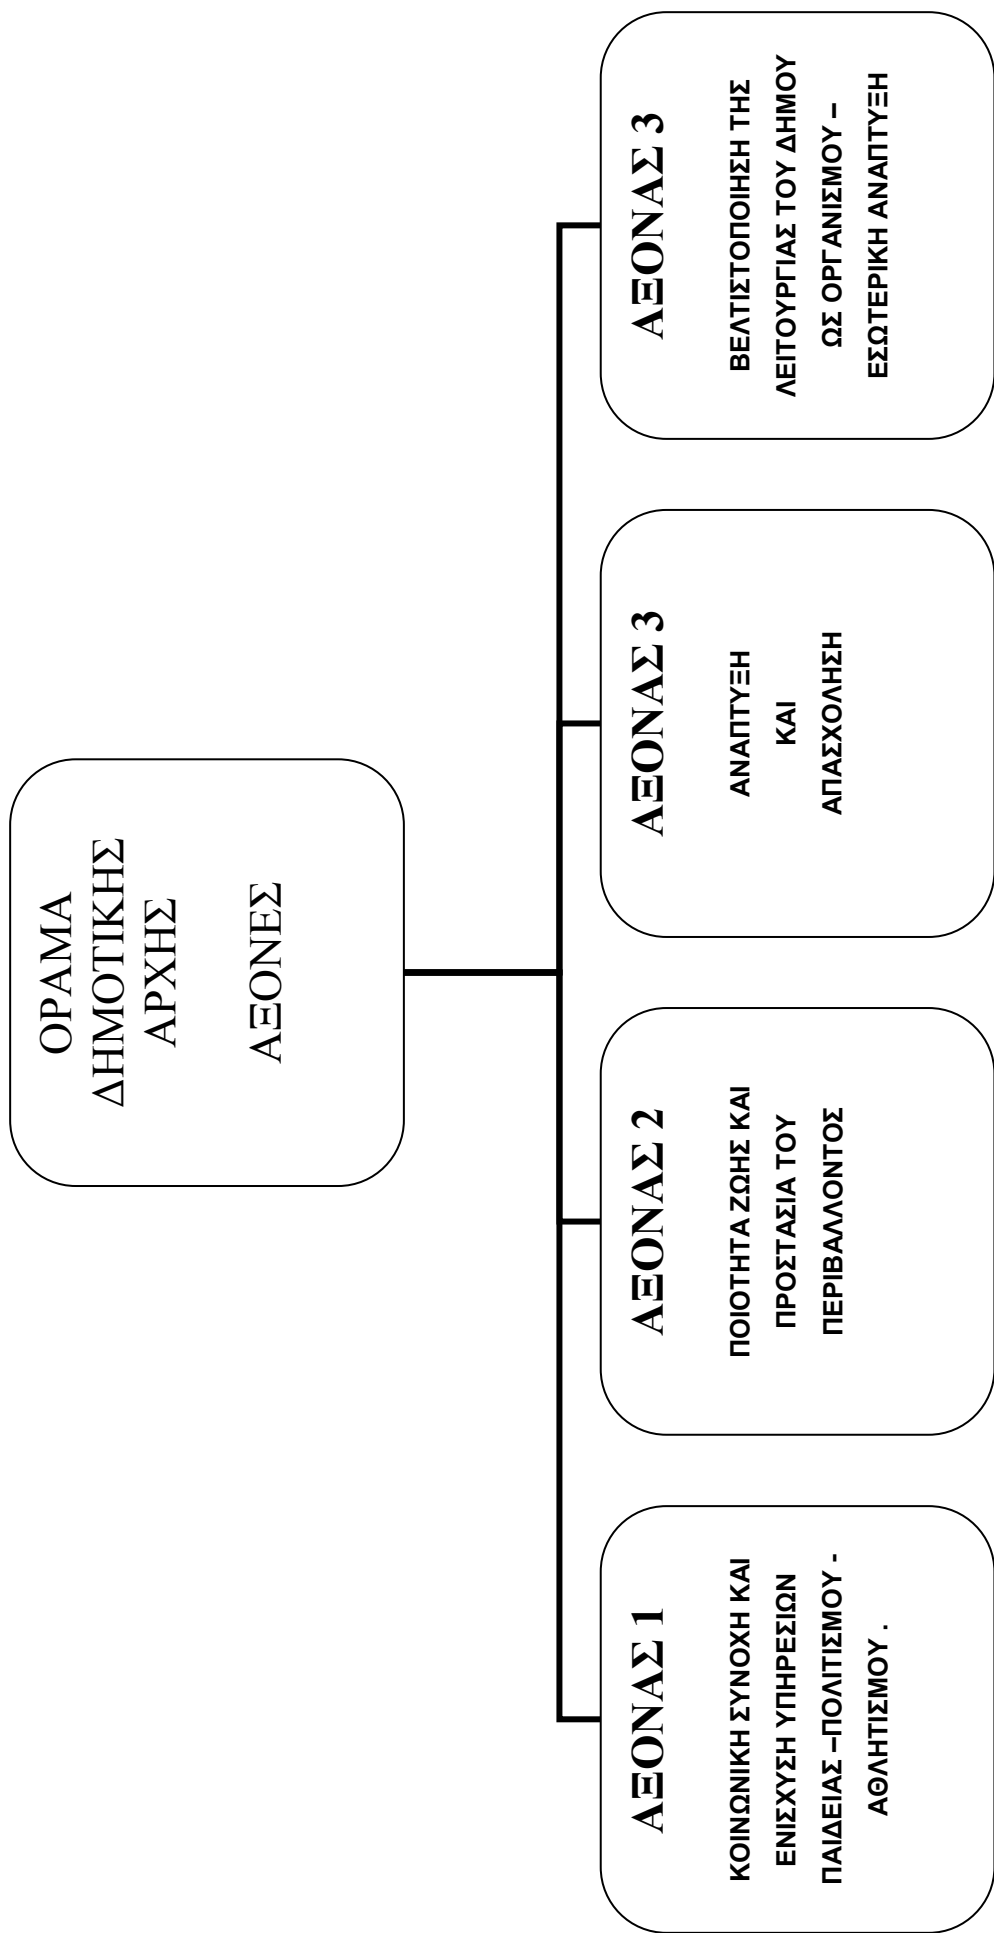 ΟΡΑΜΑ
ΔΗΜΟΤΙΚΗΣ
ΑΡΧΗΣ
ΑΞΟΝΕΣ
ΑΞΟΝΑΣ 1
ΚΟΙΝΩΝΙΚΗ ΣΥΝΟΧΗ ΚΑΙ
ΕΝΙΣΧΥΣΗ ΥΠΗΡΕΣΙΩΝ
ΠΑΙΔΕΙΑΣ –ΠΟΛΙΤΙΣΜΟΥ -
ΑΘΛΗΤΙΣΜΟΥ .
ΑΞΟΝΑΣ 2
ΠΟΙΟΤΗΤΑ ΖΩΗΣ ΚΑΙ
ΠΡΟΣΤΑΣΙΑ ΤΟΥ
ΠΕΡΙΒΑΛΛΟΝΤΟΣ
ΑΞΟΝΑΣ 3
ΑΝΑΠΤΥΞΗ
ΚΑΙ
ΑΠΑΣΧΟΛΗΣΗ
ΑΞΟΝΑΣ 3
ΒΕΛΤΙΣΤΟΠΟΙΗΣΗ ΤΗΣ
ΛΕΙΤΟΥΡΓΙΑΣ ΤΟΥ ΔΗΜΟΥ
ΩΣ ΟΡΓΑΝΙΣΜΟΥ –
ΕΣΩΤΕΡΙΚΗ ΑΝΑΠΤΥΞΗ